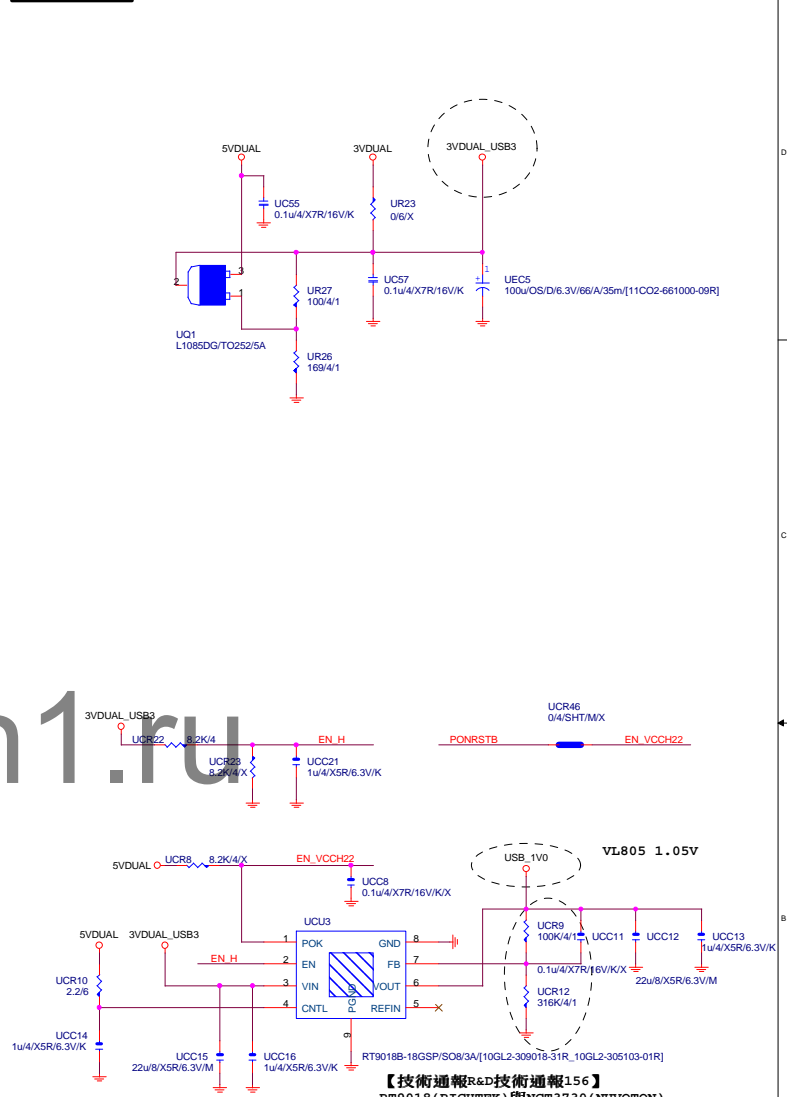 5VDUAL
3VDUAL
3VDUAL_USB3
D
UC55
0.1u/4/X7R/16V/K
UR23
0/6/X
3
2
1
UR27
100/4/1
UC57
0.1u/4/X7R/16V/K
1
+
UEC5
100u/OS/D/6.3V/66/A/35m/[11CO2-661000-09R]
UQ1
L1085DG/TO252/5A
UR26
169/4/1
C
n1.ru
3VDUAL_USB3
UCR22
8.2K/4
EN_H
UCR23
8.2K/4/X
UCC21
1u/4/X5R/6.3V/K
UCR46
0/4/SHT/M/X
PONRSTB
EN_VCCH22
5VDUAL
UCR8
8.2K/4/X
EN_VCCH22
UCC8
0.1u/4/X7R/16V/K/X
USB_1V0
VL805 1.05V
B
5VDUAL
3VDUAL_USB3
UCU3
EN_H
1
POK
GND
8
2
EN
FB
7
3
VIN
VOUT
6
4
CNTL
REFIN
5
PGND
9
UCR10
2.2/6
UCC14
1u/4/X5R/6.3V/K
UCC15
22u/8/X5R/6.3V/M
UCC16
1u/4/X5R/6.3V/K
UCR9
100K/4/1
UCC11
0.1u/4/X7R/16V/K/X
UCC12
22u/8/X5R/6.3V/M
UCC13
1u/4/X5R/6.3V/K
UCR12
316K/4/1
RT9018B-18GSP/SO8/3A/[10GL2-309018-31R_10GL2-305103-01R]
【技術通報R&D技術通報156】